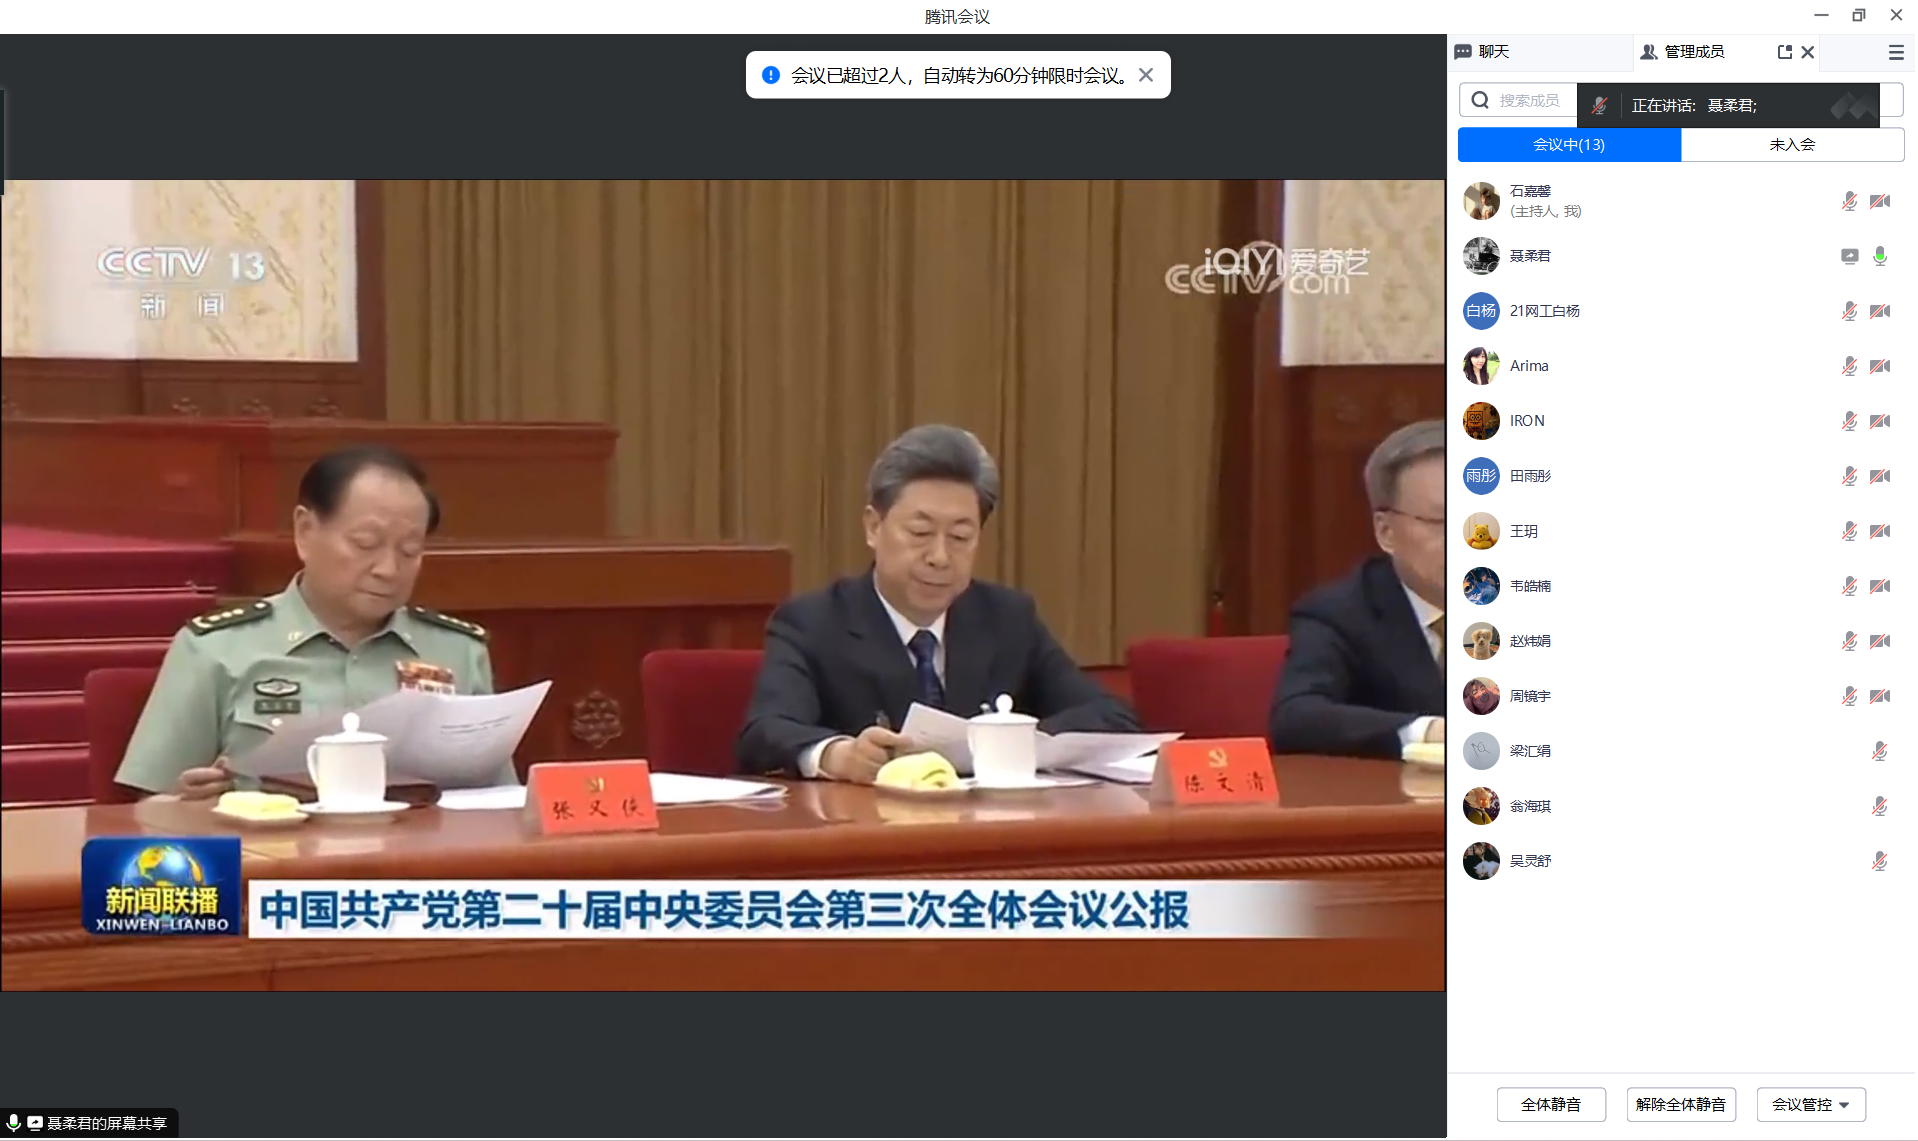 腾讯会议
会议已超过2人，自动转为60分钟限时会议。
聊天
管理成员
搜索成员
正在讲话: 聂柔君;
会议中(13)
未入会
石嘉馨
(主持人, 我)
聂柔君
白杨
21网工白杨
Arima
IRON
雨彤
田雨彤
王玥
韦皓楠
赵炜娟
周镜宇
梁汇绢
翁海琪
吴灵舒
全体静音
解除全体静音
会议管控
CCTV 13
新闻
iQIYI 爱奇艺
CCTV.com
张又侠
陈文清
新闻联播
XINWEN-LIANBO
中国共产党第二十届中央委员会第三次全体会议公报
聂柔君的屏幕共享